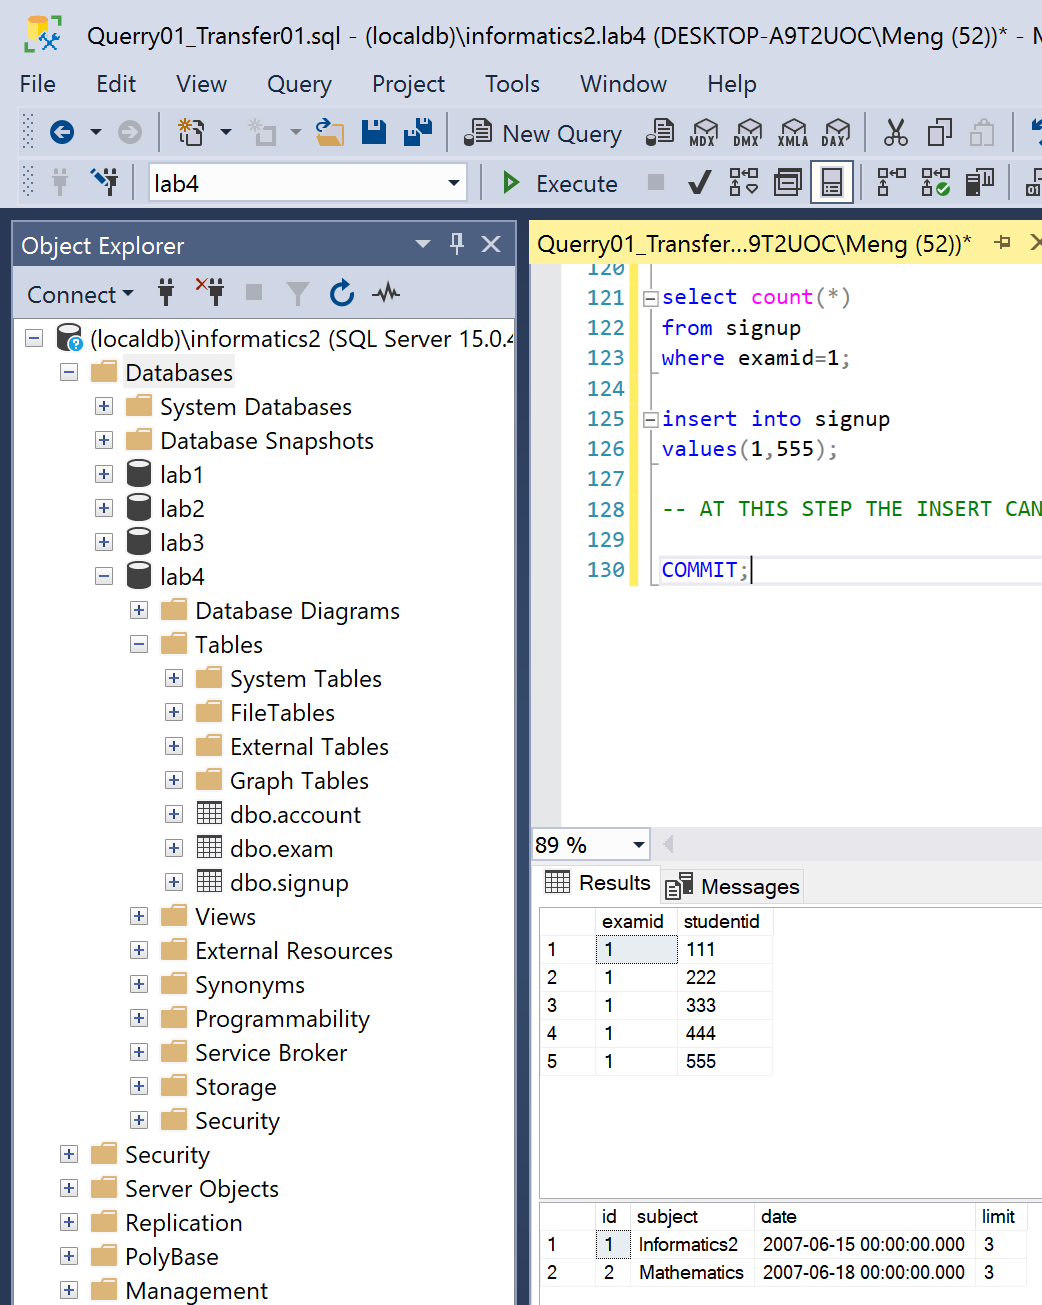 Querry01_Transfer01.sql - (localdb)\informatics2.lab4 (DESKTOP-A9T2UOC\Meng (52))* - M
File Edit View Query Project Tools Window Help
New Query MDX DMX XMLA DAX
lab4 Execute
Object Explorer
Connect
(localdb)\informatics2 (SQL Server 15.0.4
Databases
System Databases
Database Snapshots
lab1
lab2
lab3
lab4
Database Diagrams
Tables
System Tables
FileTables
External Tables
Graph Tables
dbo.account
dbo.exam
dbo.signup
Views
External Resources
Synonyms
Programmability
Service Broker
Storage
Security
Security
Server Objects
Replication
PolyBase
Management
Querry01_Transfer...9T2UOC\Meng (52))*
120
121 select count(*)
122 from signup
123 where examid=1;
124
125 insert into signup
126 values(1,555);
127
128 -- AT THIS STEP THE INSERT CAN
129
130 COMMIT;
89 %
Results Messages
examid studentid
1 1 111
2 1 222
3 1 333
4 1 444
5 1 555
id subject date limit
1 1 Informatics2 2007-06-15 00:00:00.000 3
2 2 Mathematics 2007-06-18 00:00:00.000 3